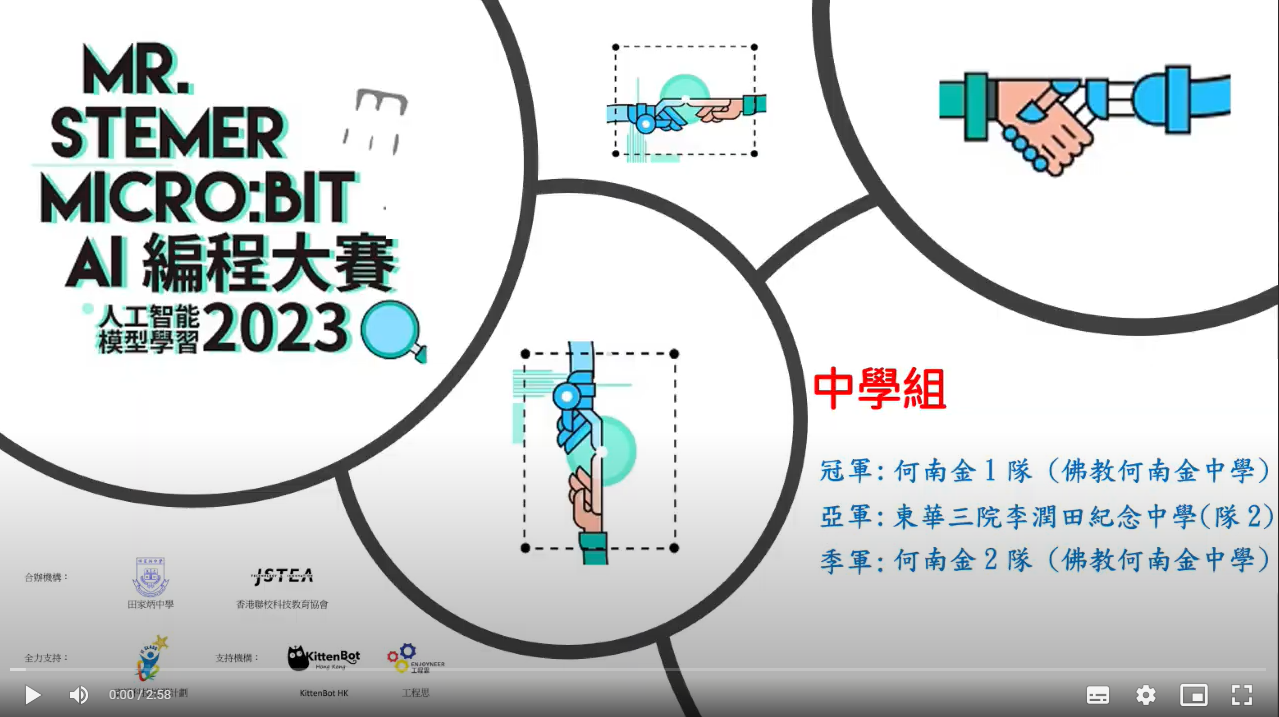 MR.
STEMER
MICRO:BIT
AI 編程大賽
人工智能
模型學習
2023
中學組
冠軍: 何南金1隊 (佛教何南金中學)
亞軍: 東華三院李潤田紀念中學(隊2)
季軍: 何南金2隊 (佛教何南金中學)
合辦機構：
JSTEA
田家炳中學
香港聯校科技教育協會
全力支持：
支持機構：
KittenBot
Hong Kong
ENJOYNEER
工程思
計劃
KittenBot HK
工程思
0:00 / 2:58